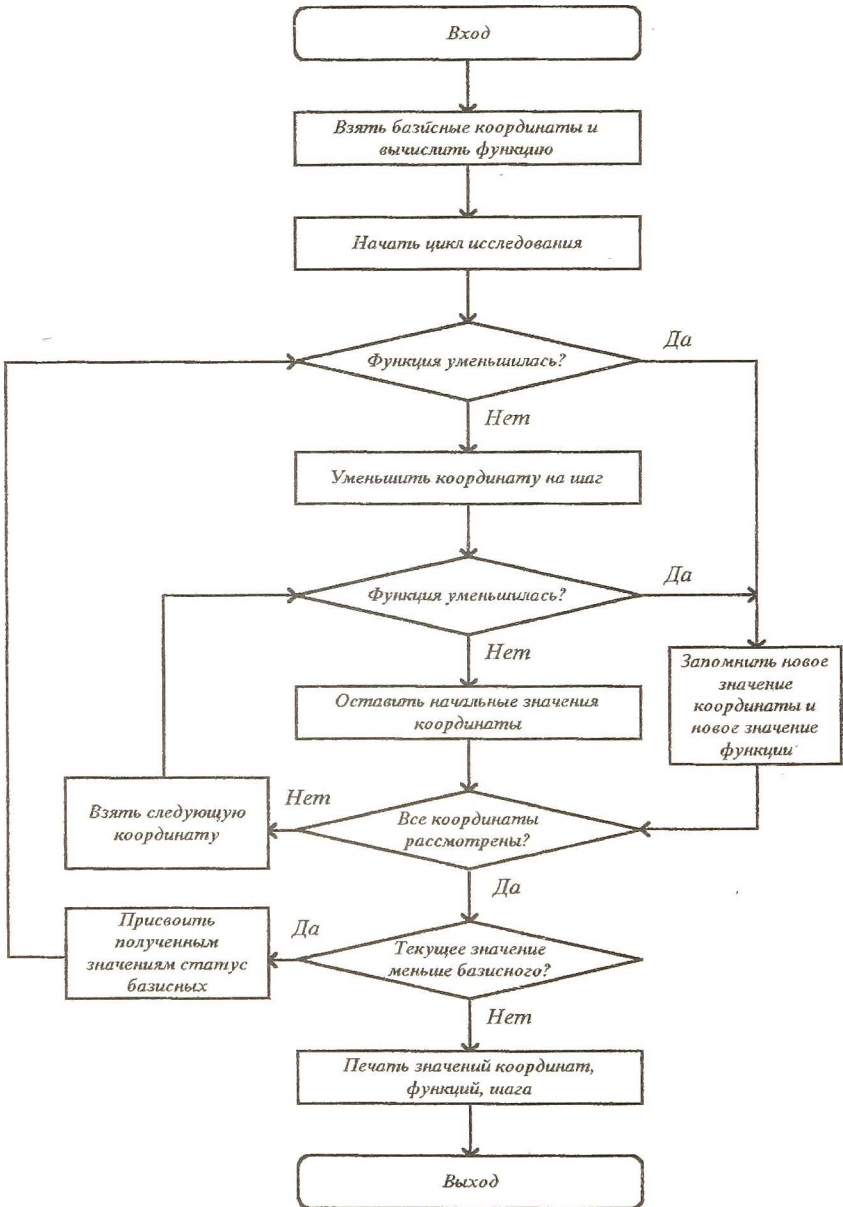 Вход
Взять базисные координаты и
вычислить функцию
Начать цикл исследования
Функция уменьшилась?
Да
Нет
Уменьшить координату на шаг
Функция уменьшилась?
Да
Нет
Запомнить новое
значение
координаты и
новое значение
функции
Оставить начальные значения
координаты
Взять следующую
координату
Нет
Все координаты
рассмотрены?
Да
Присвоить
полученным
значениям статус
базисных
Да
Текущее значение
меньше базисного?
Нет
Печать значений координат,
функций, шага
Выход